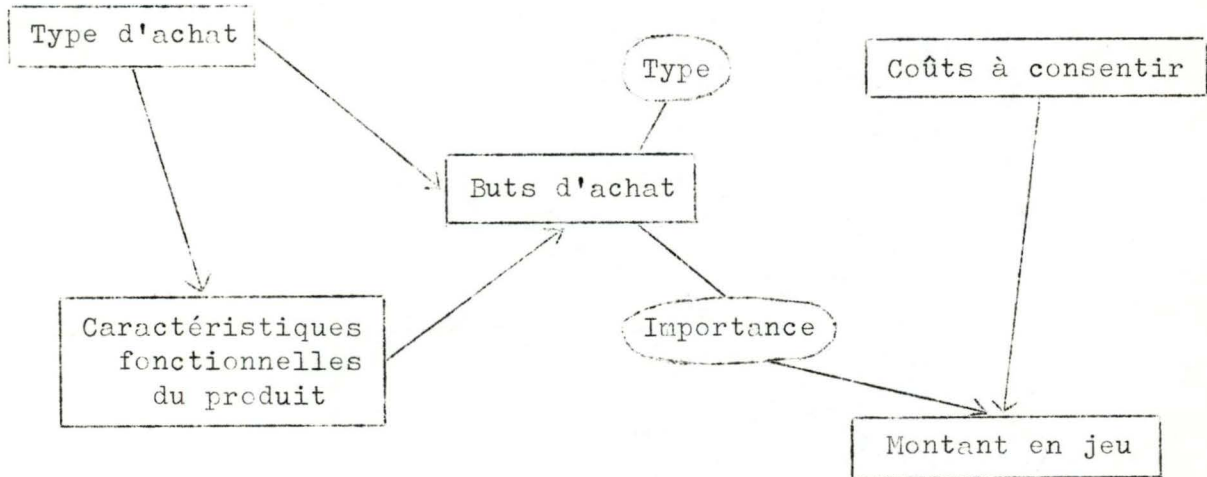 Type d'achat
Type
Coûts à consentir
Buts d'achat
Caractéristiques
fonctionnelles
du produit
Importance
Montant en jeu